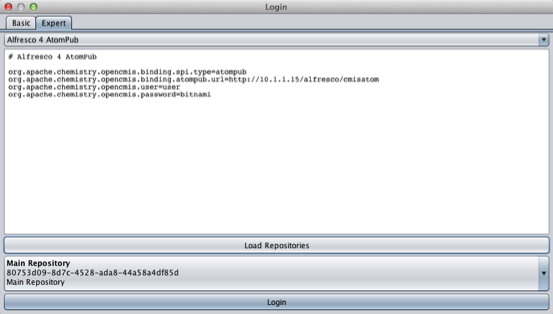 Login
Basic Expert
Alfresco 4 AtomPub
# Alfresco 4 AtomPub
org.apache.chemistry.opencmis.binding.spi.type=atompub
org.apache.chemistry.opencmis.binding.atompub.url=http://10.1.1.15/alfresco/cmisatom
org.apache.chemistry.opencmis.user=user
org.apache.chemistry.opencmis.password=bitnami
Load Repositories
Main Repository
80753d09-8d7c-4528-ada8-44a58a4df85d
Main Repository
Login